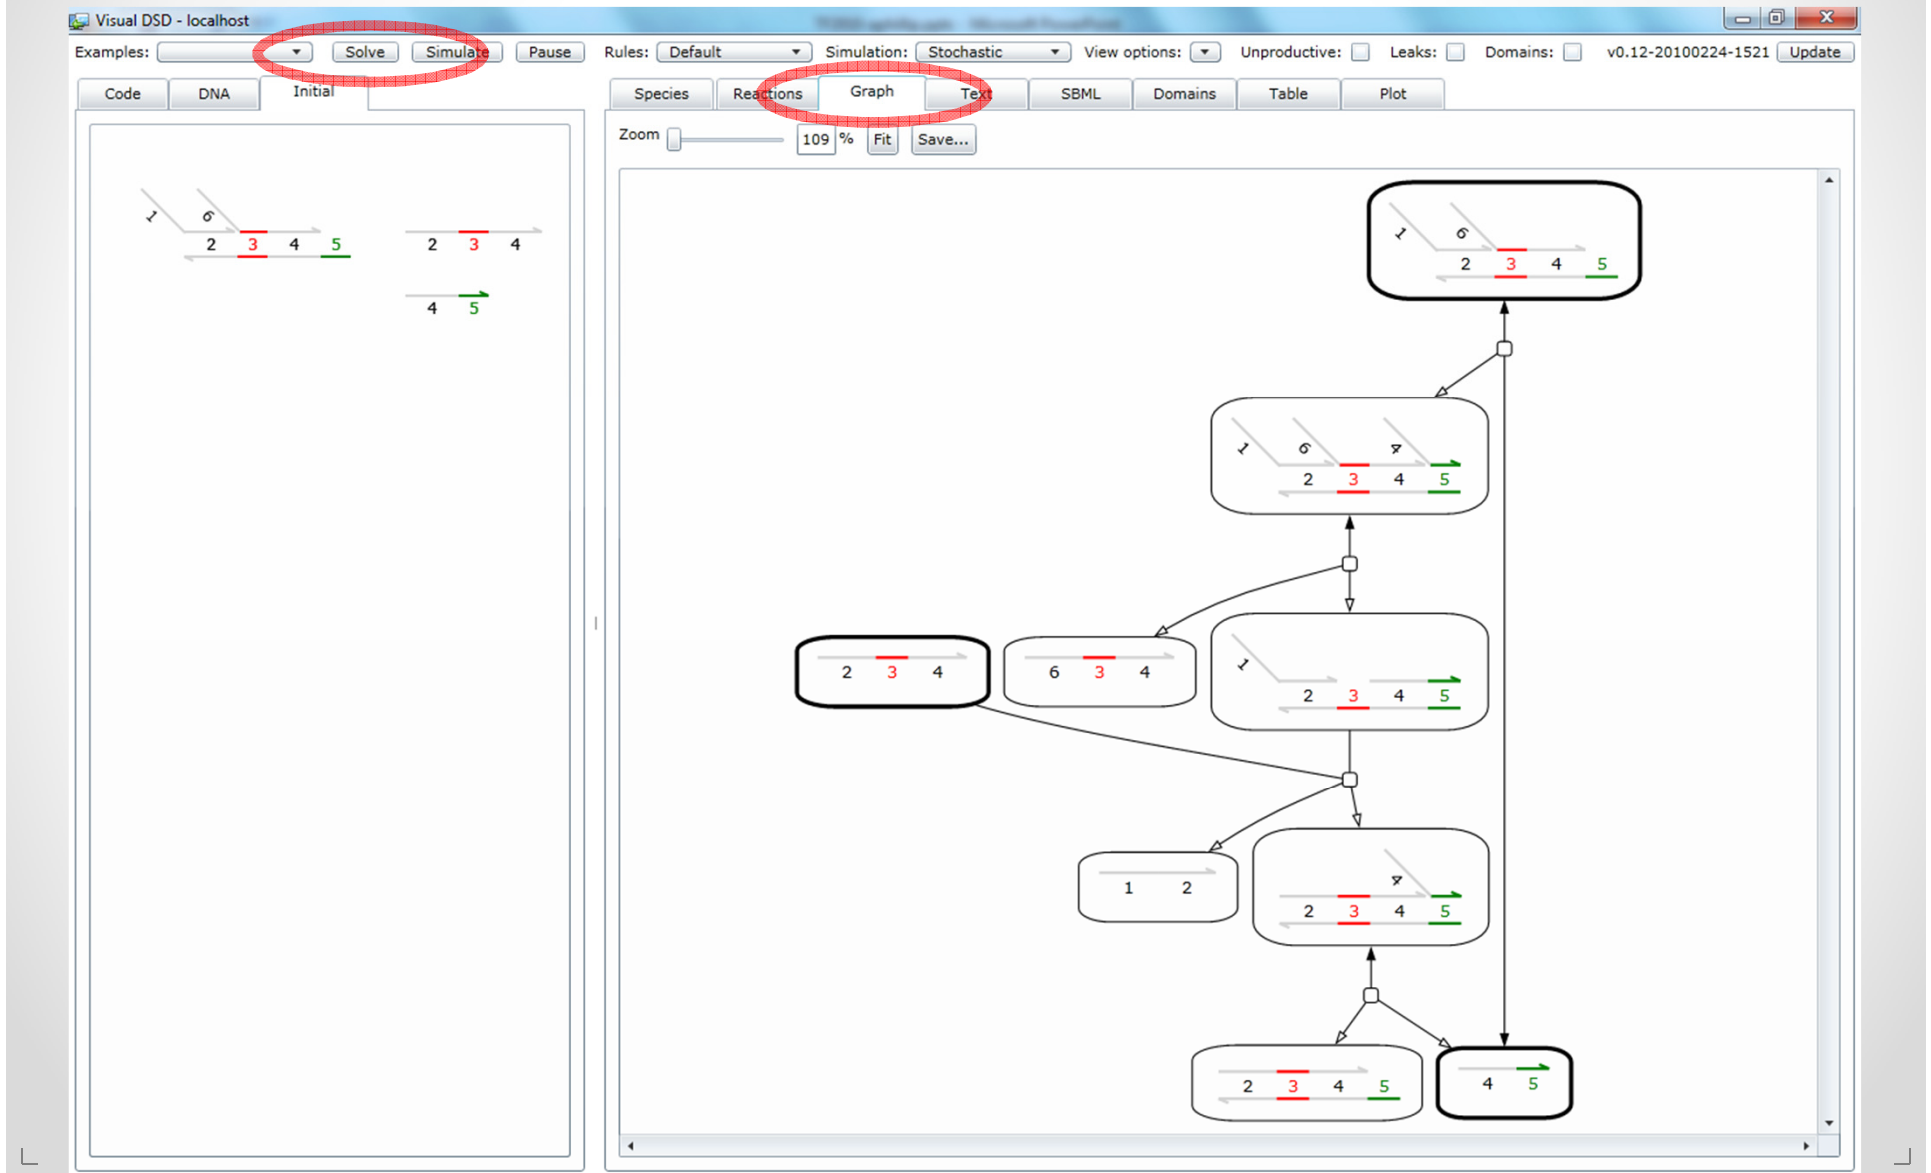 Visual DSD - localhost
Examples: Solve Simulate Pause Rules: Default Simulation: Stochastic View options: Unproductive: Leaks: Domains: v0.12-20100224-1521 Update
Code DNA Initial Species Reactions Graph Text SBML Domains Table Plot
Zoom 109 % Fit Save...
1 6
2 3 4 5 2 3 4
4 5
1 6
2 3 4 5
1 6 4
2 3 4 5
2 3 4 6 3 4 1
2 3 4 5
1 2 4
2 3 4 5
2 3 4 5 4 5